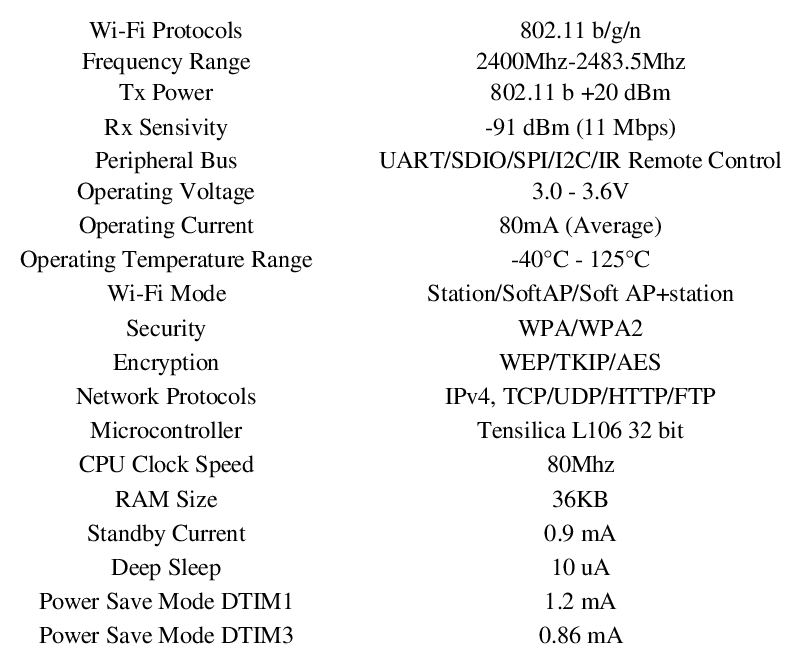 Wi-Fi Protocols 802.11 b/g/n
Frequency Range 2400Mhz-2483.5Mhz
Tx Power 802.11 b +20 dBm
Rx Sensivity -91 dBm (11 Mbps)
Peripheral Bus UART/SDIO/SPI/I2C/IR Remote Control
Operating Voltage 3.0 - 3.6V
Operating Current 80mA (Average)
Operating Temperature Range -40°C - 125°C
Wi-Fi Mode Station/SoftAP/Soft AP+station
Security WPA/WPA2
Encryption WEP/TKIP/AES
Network Protocols IPv4, TCP/UDP/HTTP/FTP
Microcontroller Tensilica L106 32 bit
CPU Clock Speed 80Mhz
RAM Size 36KB
Standby Current 0.9 mA
Deep Sleep 10 uA
Power Save Mode DTIM1 1.2 mA
Power Save Mode DTIM3 0.86 mA